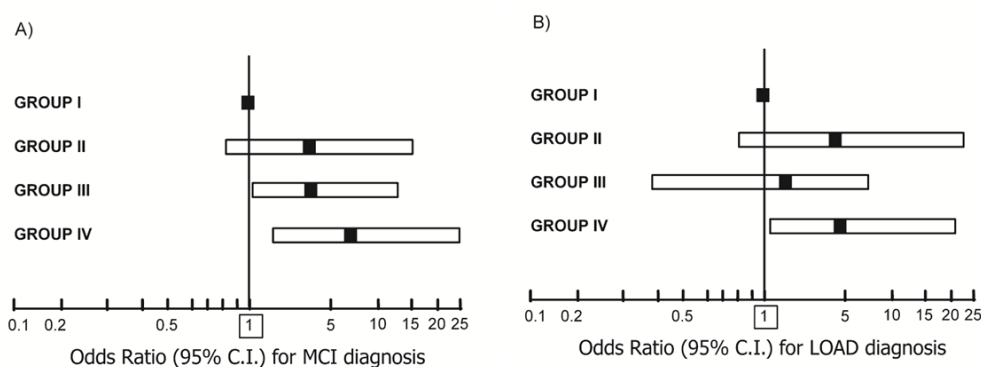 A)
GROUP I
GROUP II
GROUP III
GROUP IV
0.1 0.2 0.5 1 5 10 15 20 25
Odds Ratio (95% C.I.) for MCI diagnosis
B)
GROUP I
GROUP II
GROUP III
GROUP IV
0.1 0.2 0.5 1 5 10 15 20 25
Odds Ratio (95% C.I.) for LOAD diagnosis